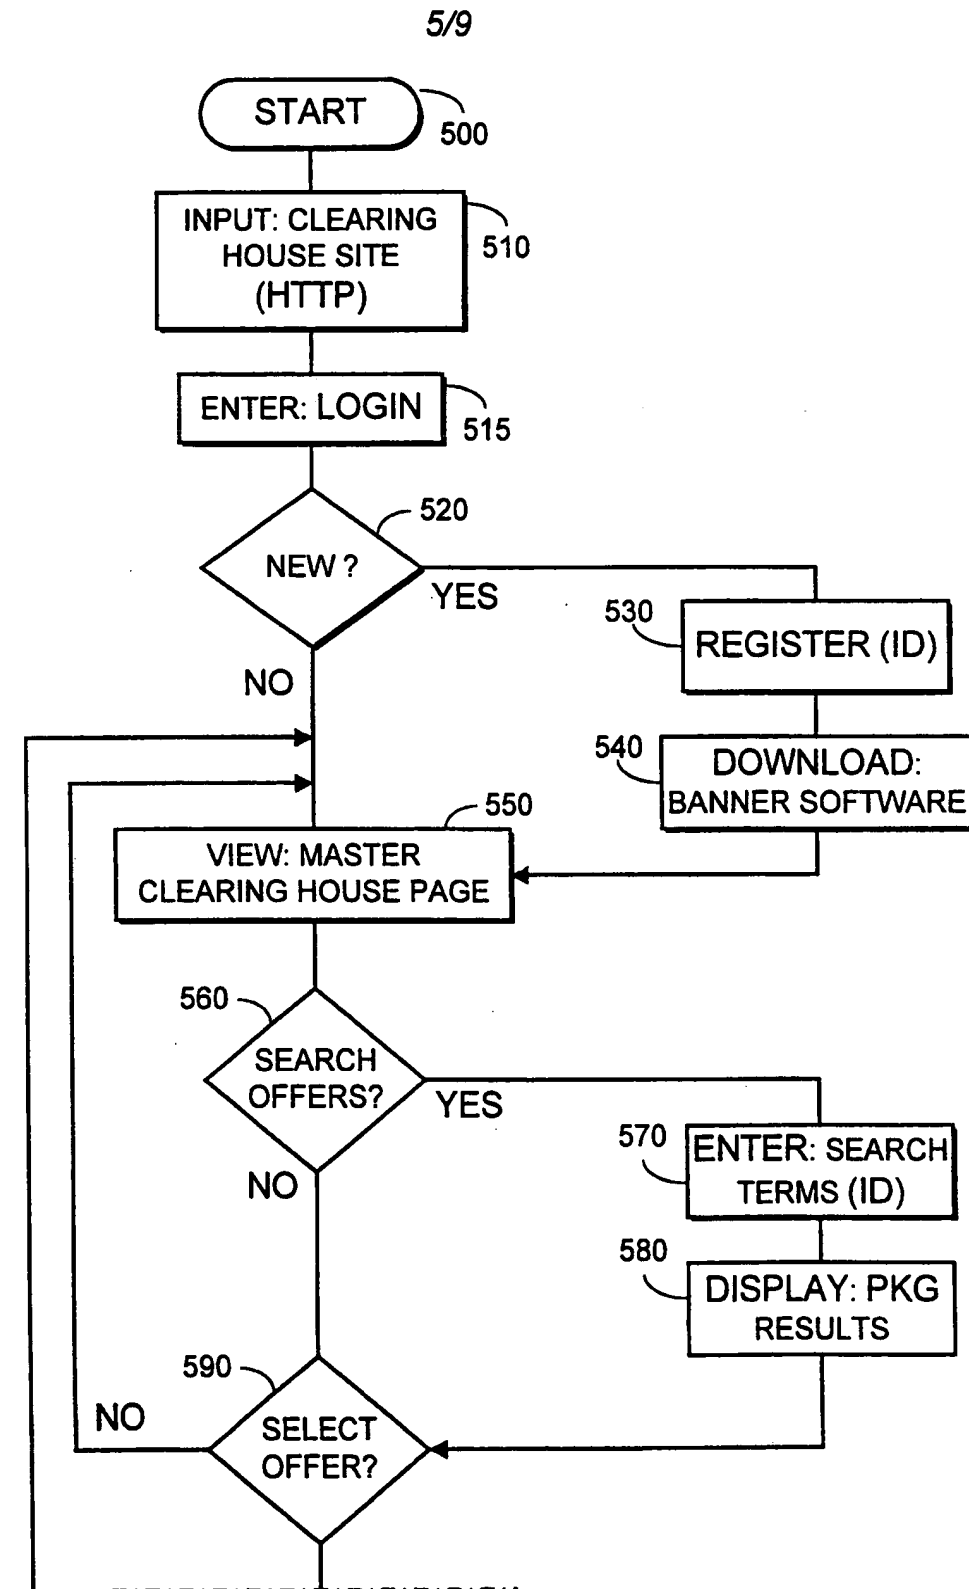 5/9
START
500
INPUT: CLEARING
HOUSE SITE
(HTTP)
510
ENTER: LOGIN
515
520
NEW?
YES
530
REGISTER (ID)
NO
540
DOWNLOAD:
BANNER SOFTWARE
550
VIEW: MASTER
CLEARING HOUSE PAGE
560
SEARCH
OFFERS?
YES
570
ENTER: SEARCH
TERMS (ID)
NO
580
DISPLAY: PKG
RESULTS
590
NO
SELECT
OFFER?